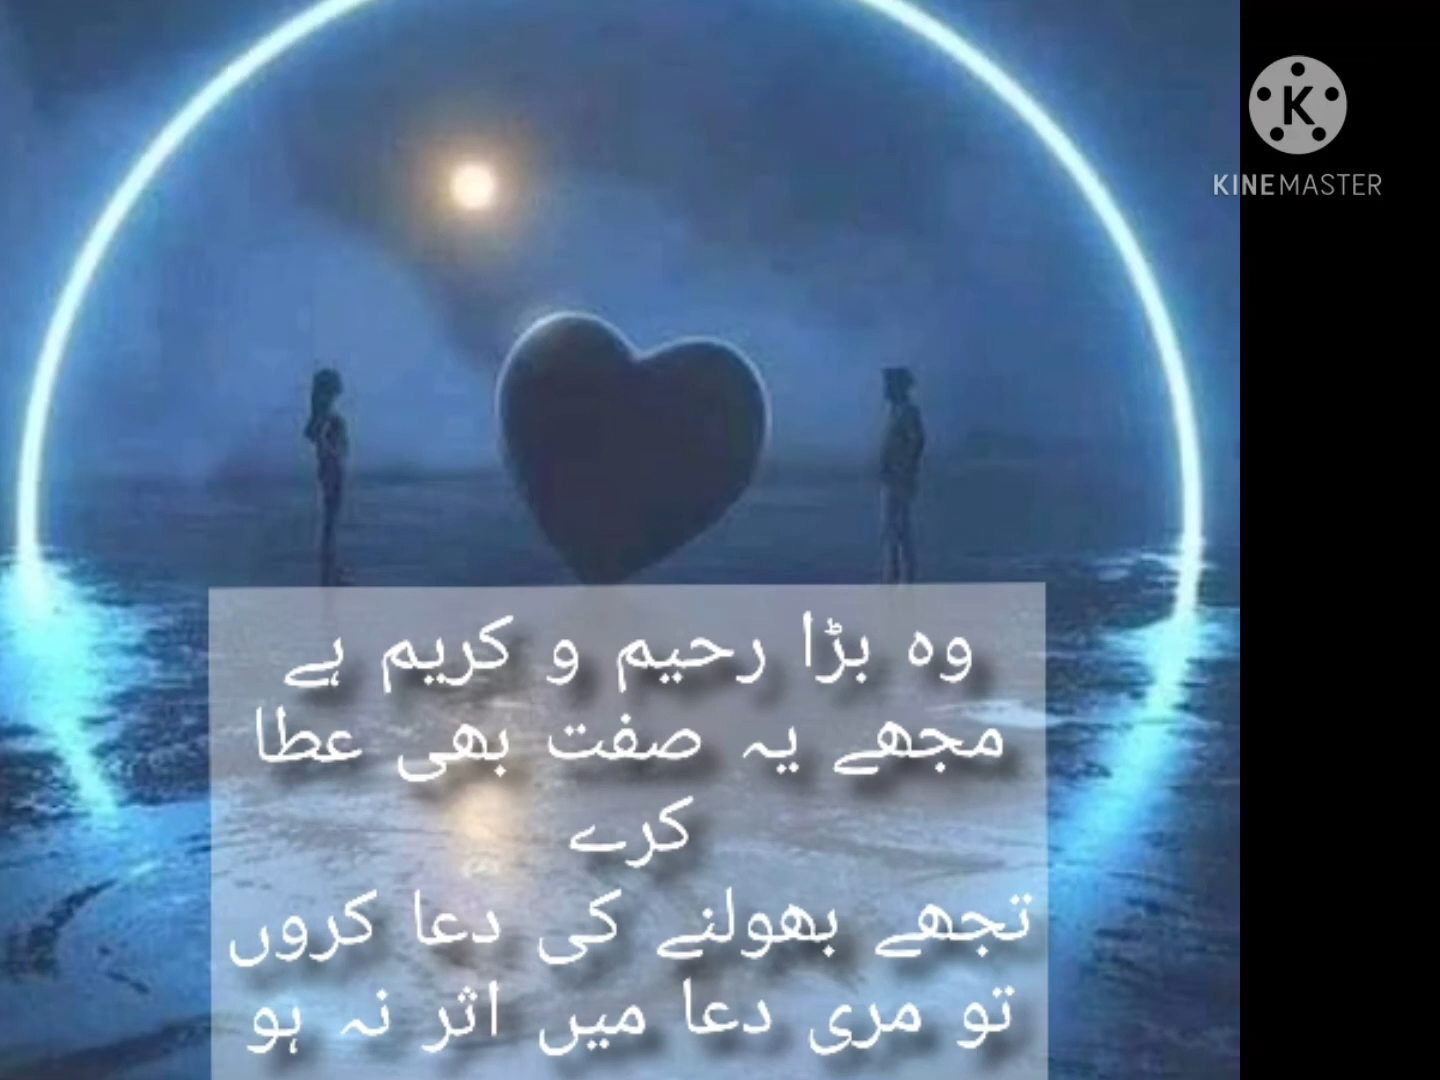 KINEMASTER
وہ بڑا رحیم و کریم ہے
مجھے یہ صفت بھی عطا
کرے
تجھے بھولنے کی دعا کروں
تو مری دعا میں اثر نہ ہو